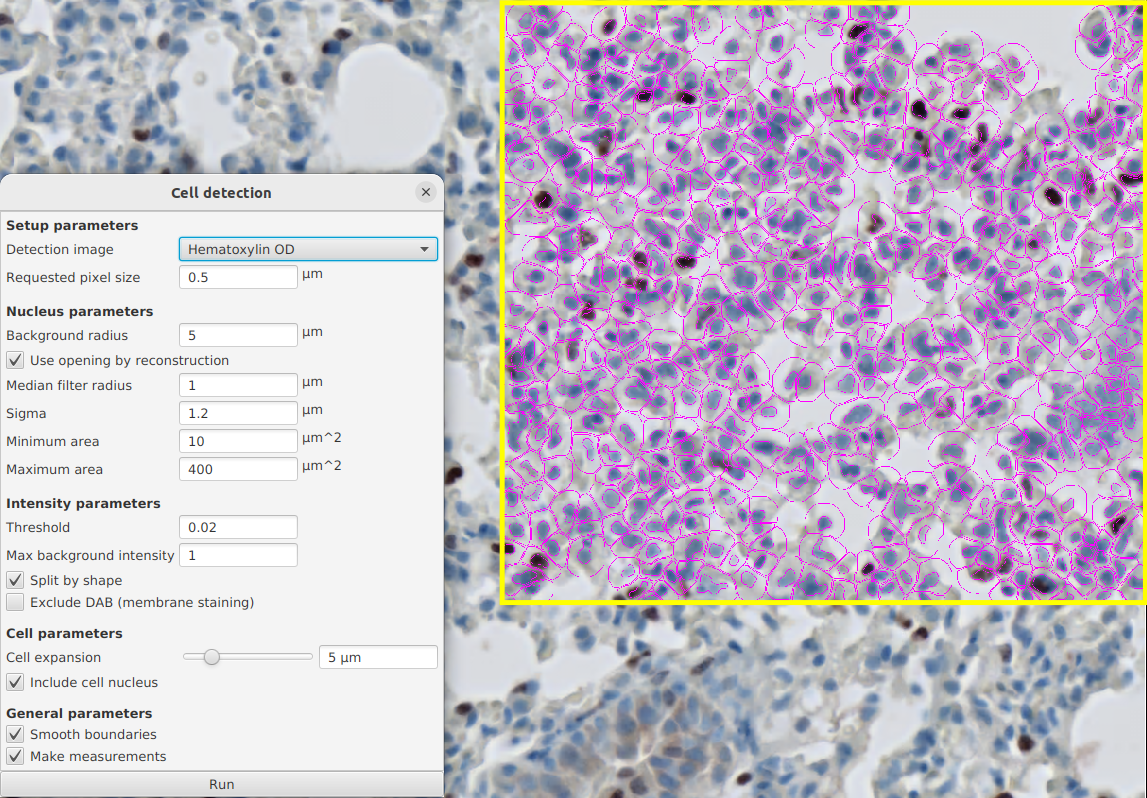 Cell detection
Setup parameters
Detection image Hematoxylin OD
Requested pixel size 0.5 µm
Nucleus parameters
Background radius 5 µm
Use opening by reconstruction
Median filter radius 1 µm
Sigma 1.2 µm
Minimum area 10 µm^2
Maximum area 400 µm^2
Intensity parameters
Threshold 0.02
Max background intensity 1
Split by shape
Exclude DAB (membrane staining)
Cell parameters
Cell expansion 5 µm
Include cell nucleus
General parameters
Smooth boundaries
Make measurements
Run